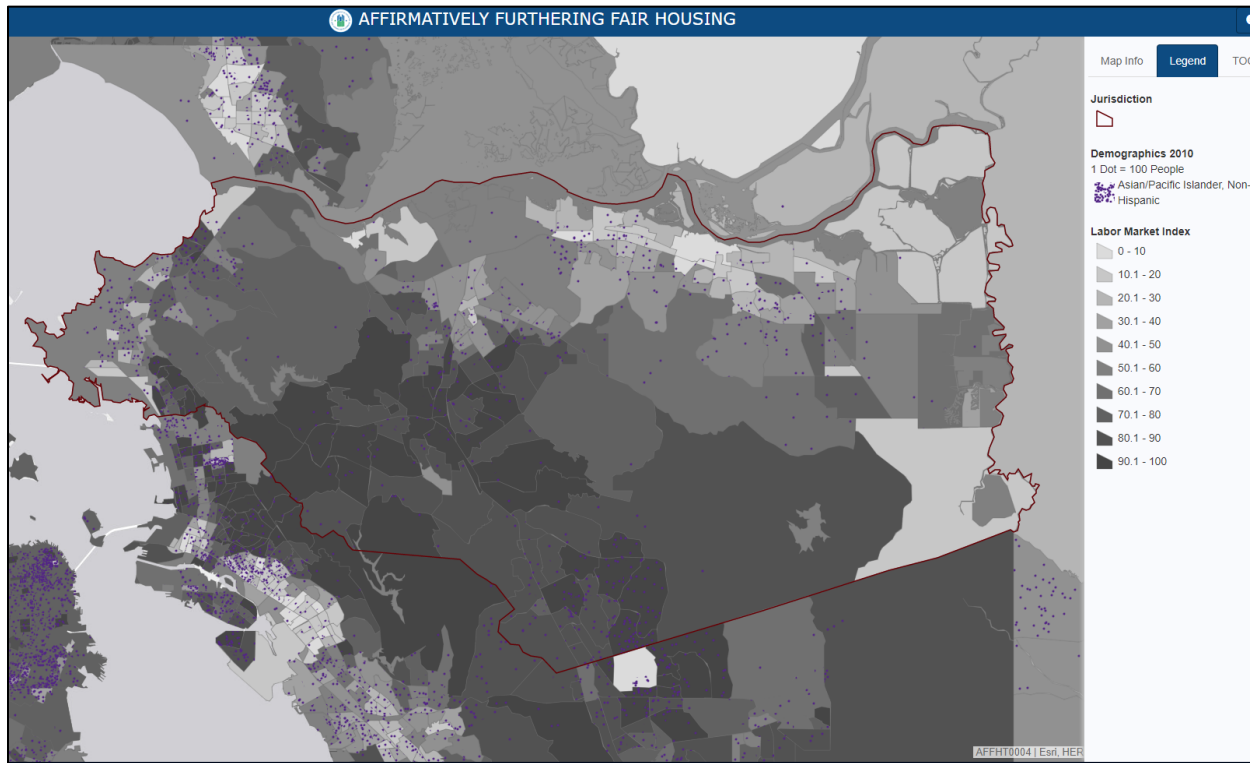 AFFIRMATIVELY FURTHERING FAIR HOUSING
Map Info Legend TOC
Jurisdiction
Demographics 2010
1 Dot = 100 People
Asian/Pacific Islander, Non-
Hispanic
Labor Market Index
0 - 10
10.1 - 20
20.1 - 30
30.1 - 40
40.1 - 50
50.1 - 60
60.1 - 70
70.1 - 80
80.1 - 90
90.1 - 100
AFFHT0004 | Esri, HER